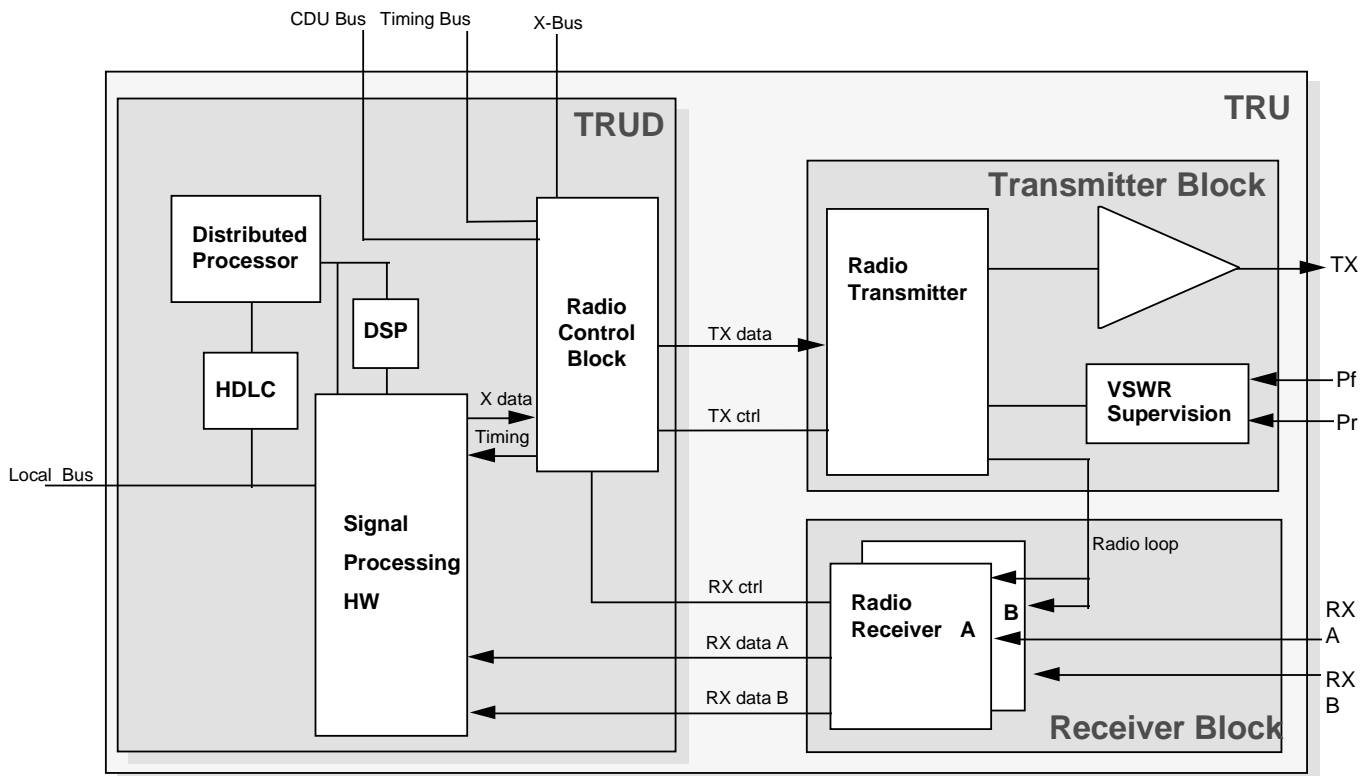 CDU Bus
Timing Bus
X-Bus
TRUD
TRU
Transmitter Block
Distributed
Processor
Radio
Transmitter
TX
DSP
Radio
Control
Block
TX data
HDLC
VSWR
Supervision
Pf
Pr
X data
TX ctrl
Timing
Local Bus
Signal
Processing
HW
Radio loop
RX ctrl
Radio
Receiver A
B
RX
A
RX data A
RX
B
RX data B
Receiver Block